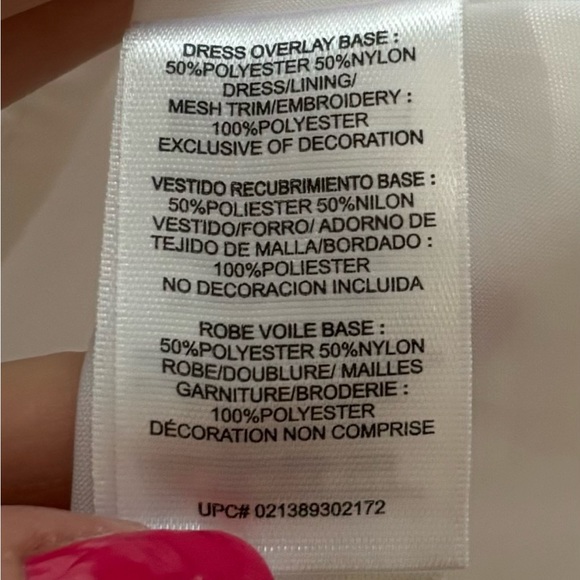 DRESS OVERLAY BASE :
50%POLYESTER 50%NYLON
DRESS/LINING/
MESH TRIM/EMBROIDERY :
100%POLYESTER
EXCLUSIVE OF DECORATION
VESTIDO RECUBRIMIENTO BASE :
50%POLIESTER 50%NILON
VESTIDO/FORRO/ ADORNO DE
TEJIDO DE MALLA/BORDADO :
100%POLIESTER
NO DECORACION INCLUIDA
ROBE VOILE BASE :
50%POLYESTER 50%NYLON
ROBE/DOUBLURE/ MAILLES
GARNITURE/BRODERIE :
100%POLYESTER
DÉCORATION NON COMPRISE
UPC# 021389302172